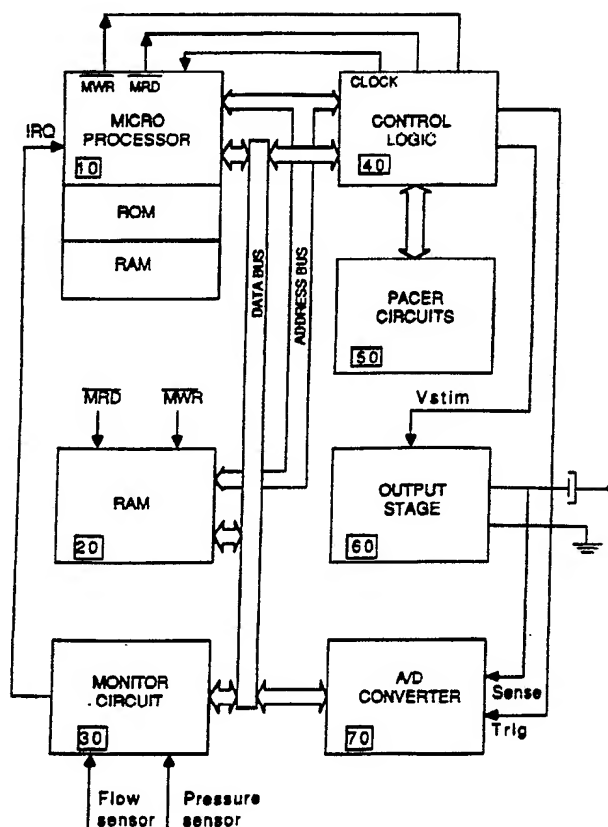 MWR MRD
MICRO
PROCESSOR
10
ROM
RAM
IRQ
CLOCK
CONTROL
LOGIC
40
DATA BUS
ADDRESS BUS
PACER
CIRCUITS
50
Vstim
MRD MWR
RAM
20
OUTPUT
STAGE
60
MONITOR
CIRCUIT
30
A/D
CONVERTER
70
Sense
Trig
Flow
sensor
Pressure
sensor